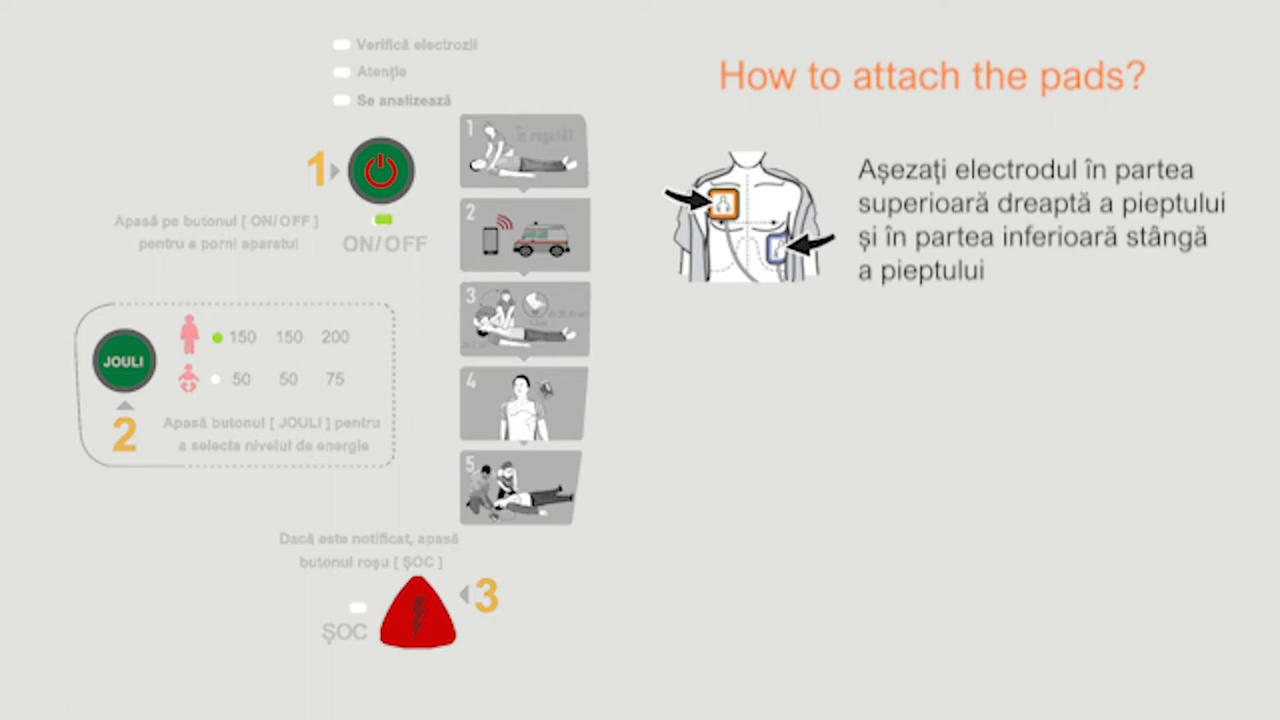 Verifică electrozii
Atenție
Se analizează
How to attach the pads?
1
În regulă?
1
Așezați electrodul în partea
superioară dreaptă a pieptului
și în partea inferioară stângă
a pieptului
Apasă pe butonul [ ON/OFF ]
pentru a porni aparatul
ON/OFF
2
3
150 150 200
JOULI
50 50 75
4
2
Apasă butonul [ JOULI ] pentru
a selecta nivelul de energie
5
Dacă este notificat, apasă
butonul roșu [ ȘOC ]
3
ȘOC